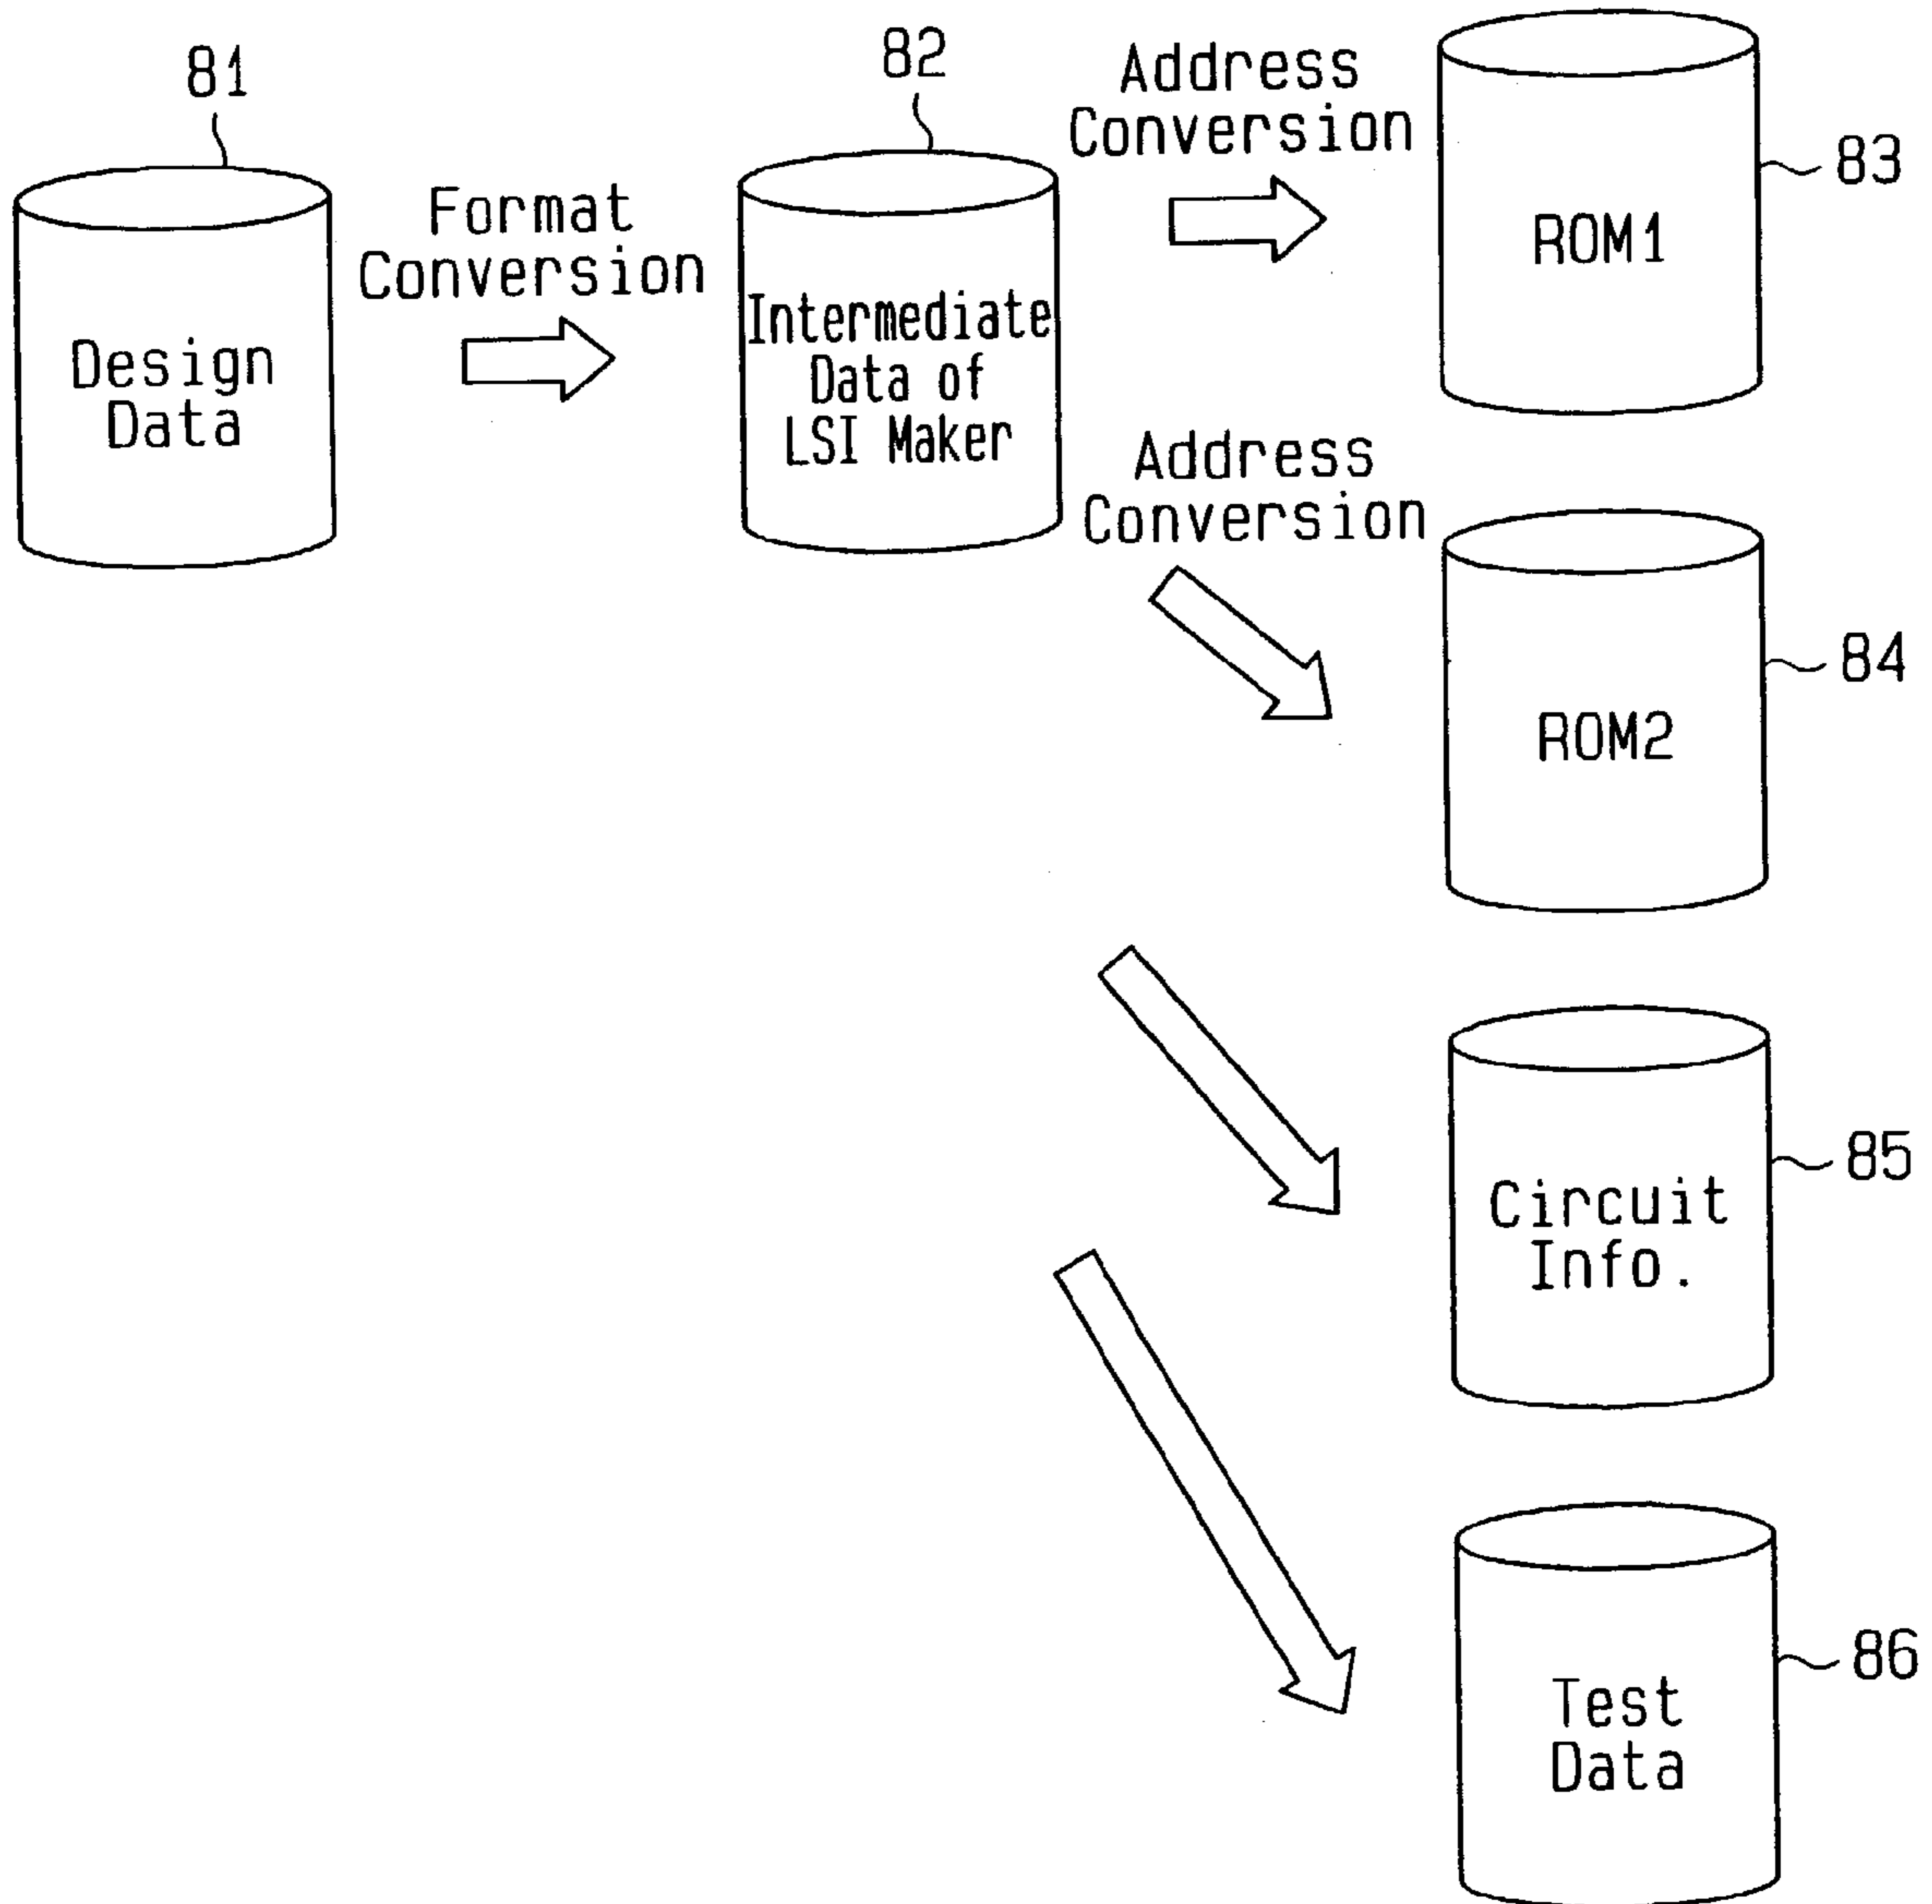 81
Design
Data
Format
Conversion
82
Intermediate
Data of
LSI Maker
Address
Conversion
83
ROM1
Address
Conversion
84
ROM2
85
Circuit
Info.
86
Test
Data